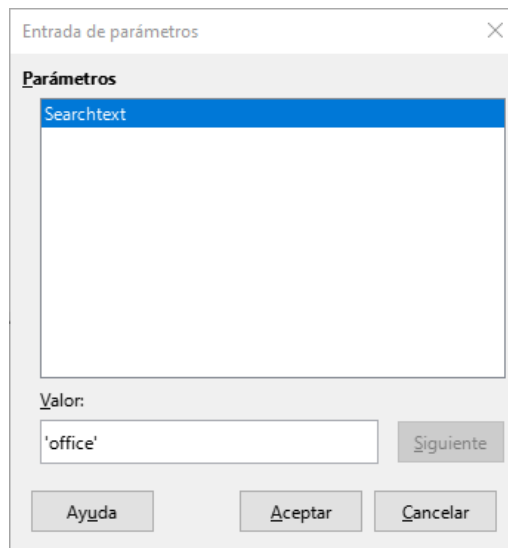 Entrada de parámetros
Parámetros
Searchtext
Valor:
'office'
Siguiente
Ayuda
Aceptar
Cancelar